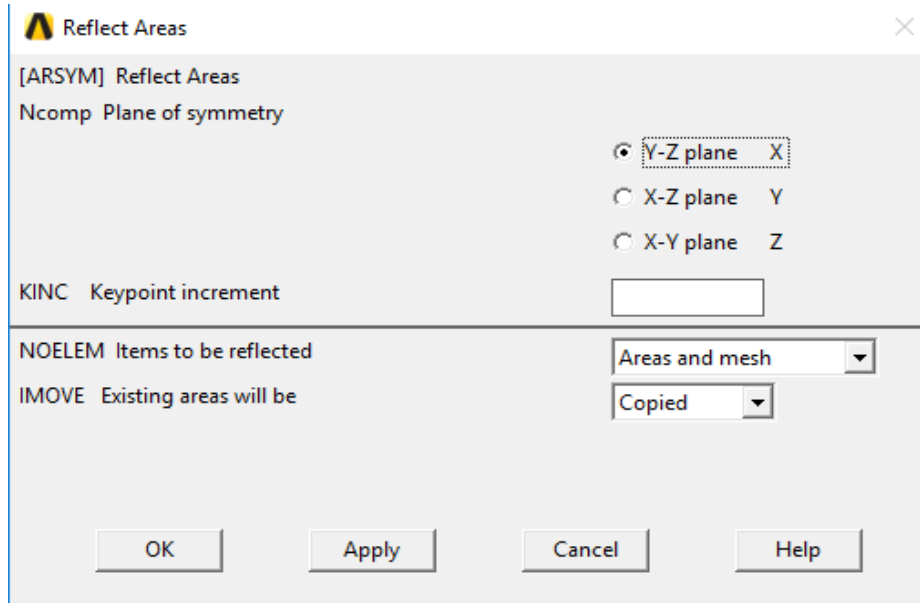 Reflect Areas
[ARSYM] Reflect Areas
Ncomp Plane of symmetry
Y-Z plane X
X-Z plane Y
X-Y plane Z
KINC Keypoint increment
NOELEM Items to be reflected Areas and mesh
IMOVE Existing areas will be Copied
OK Apply Cancel Help